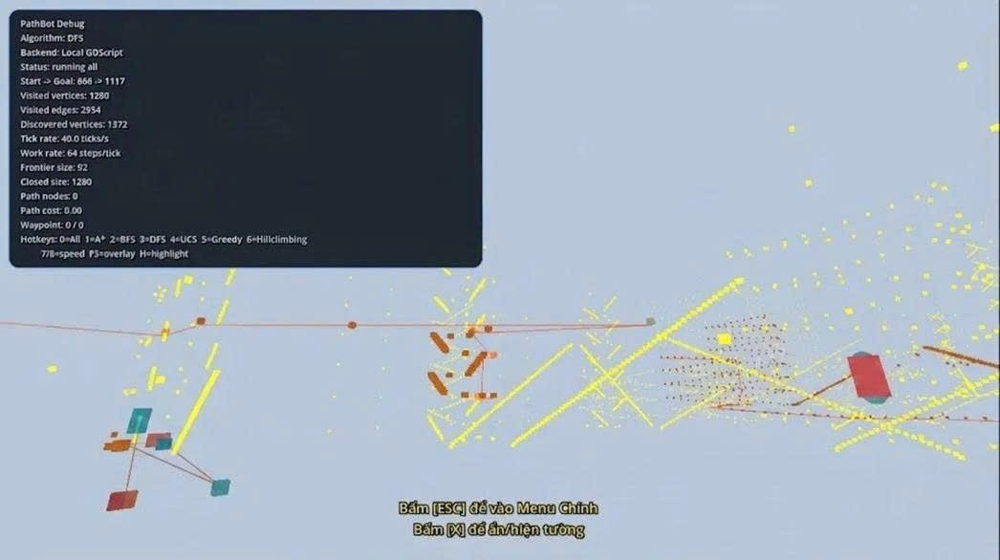 PathBot Debug
Algorithm: DFS
Backend: Local GDScript
Status: running all
Start -> Goal: 666 -> 1117
Visited vertices: 1280
Visited edges: 2954
Discovered vertices: 1372
Tick rate: 40.0 ticks/s
Work rate: 64 steps/tick
Frontier size: 92
Closed size: 1280
Path nodes: 0
Path cost: 0.00
Waypoint: 0 / 0
Hotkeys: 0=All 1=A* 2=BFS 3=DFS 4=UCS 5=Greedy 6=Hillclimbing
7/8=speed P5=overlay H=highlight
Bấm [ESC] để vào Menu Chính
Bấm [X] để ẩn/hiện tường